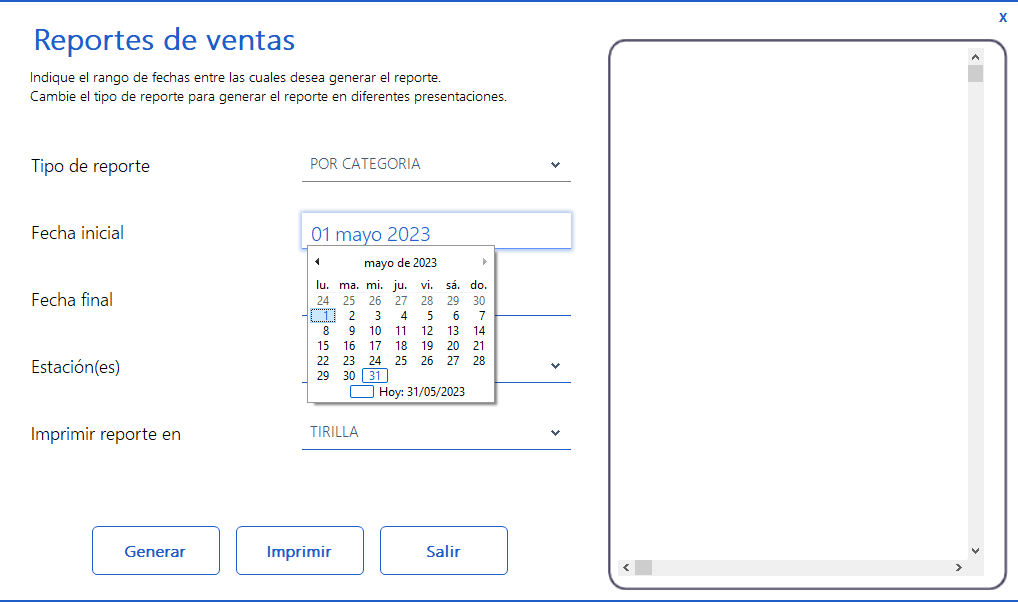 x
Reportes de ventas
Indique el rango de fechas entre las cuales desea generar el reporte.
Cambie el tipo de reporte para generar el reporte en diferentes presentaciones.
Tipo de reporte POR CATEGORIA
Fecha inicial 01 mayo 2023
mayo de 2023
lu. ma. mi. ju. vi. sá. do.
24 25 26 27 28 29 30
1 2 3 4 5 6 7
8 9 10 11 12 13 14
15 16 17 18 19 20 21
22 23 24 25 26 27 28
29 30 31
Hoy: 31/05/2023
Fecha final
Estación(es)
Imprimir reporte en TIRILLA
Generar Imprimir Salir